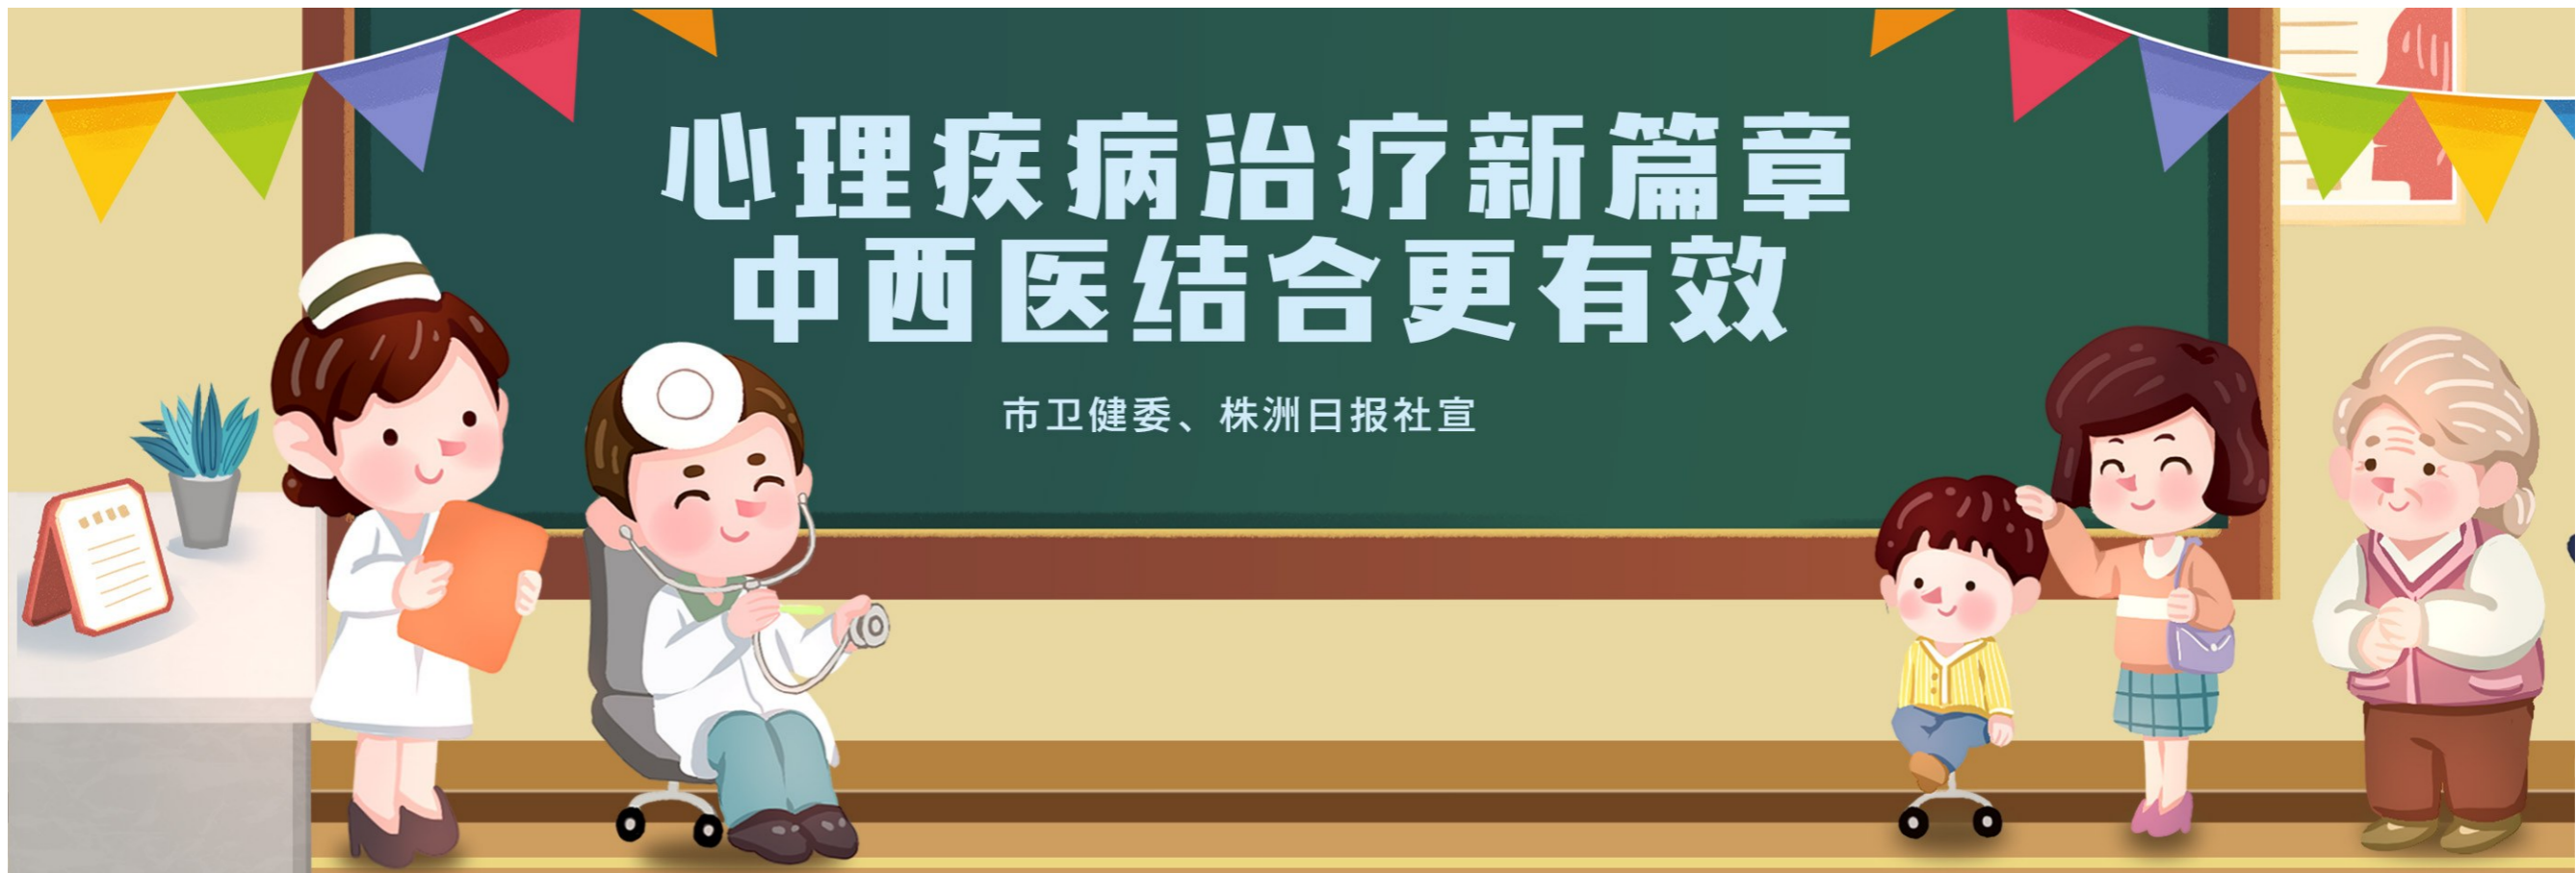 心理疾病治疗新篇章
中西医结合更有效
市卫健委、株洲日报社宣